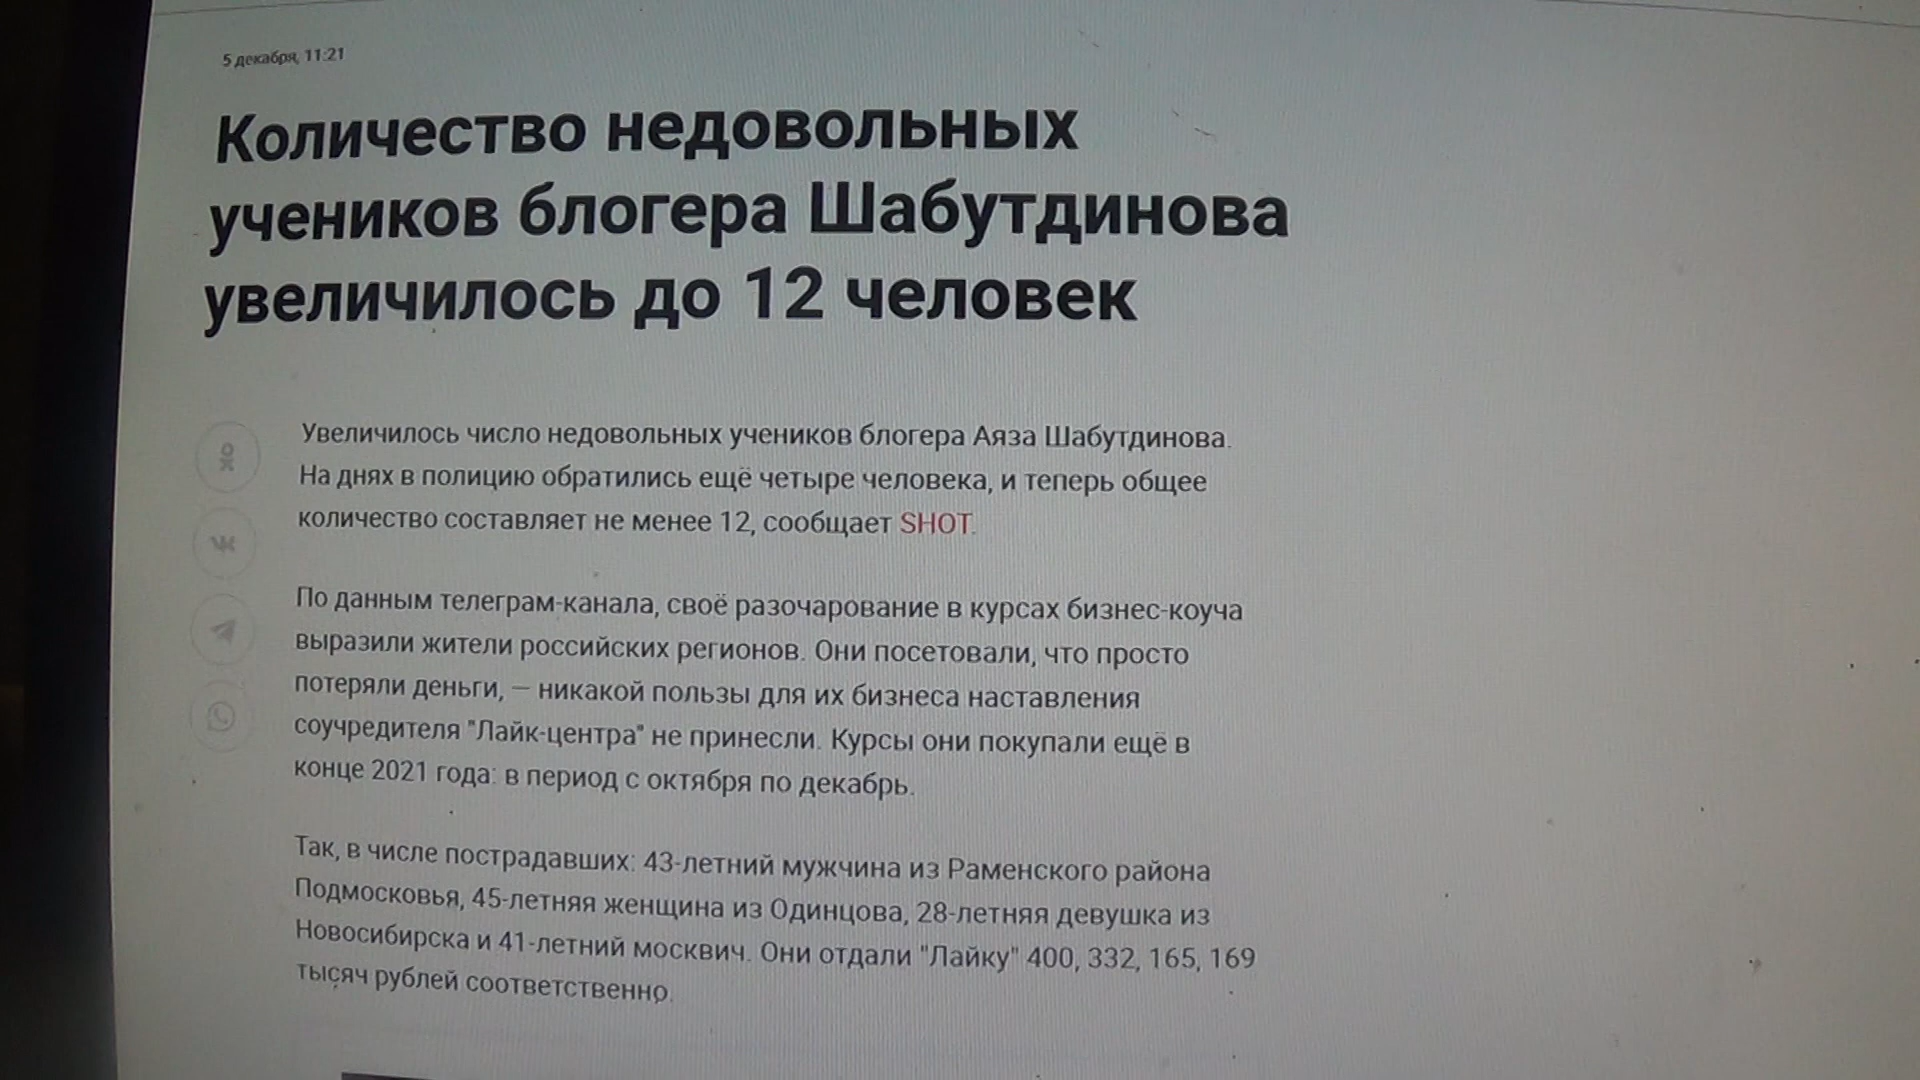 5 декабря, 11:21
Количество недовольных
учеников блогера Шабутдинова
увеличилось до 12 человек
Увеличилось число недовольных учеников блогера Аяза Шабутдинова.
На днях в полицию обратились ещё четыре человека, и теперь общее
количество составляет не менее 12, сообщает SHOT.
По данным телеграм-канала, своё разочарование в курсах бизнес-коуча
выразили жители российских регионов. Они посетовали, что просто
потеряли деньги, — никакой пользы для их бизнеса наставления
соучредителя "Лайк-центра" не принесли. Курсы они покупали ещё в
конце 2021 года: в период с октября по декабрь.
Так, в числе пострадавших: 43-летний мужчина из Раменского района
Подмосковья, 45-летняя женщина из Одинцова, 28-летняя девушка из
Новосибирска и 41-летний москвич. Они отдали "Лайку" 400, 332, 165, 169
тысяч рублей соответственно.